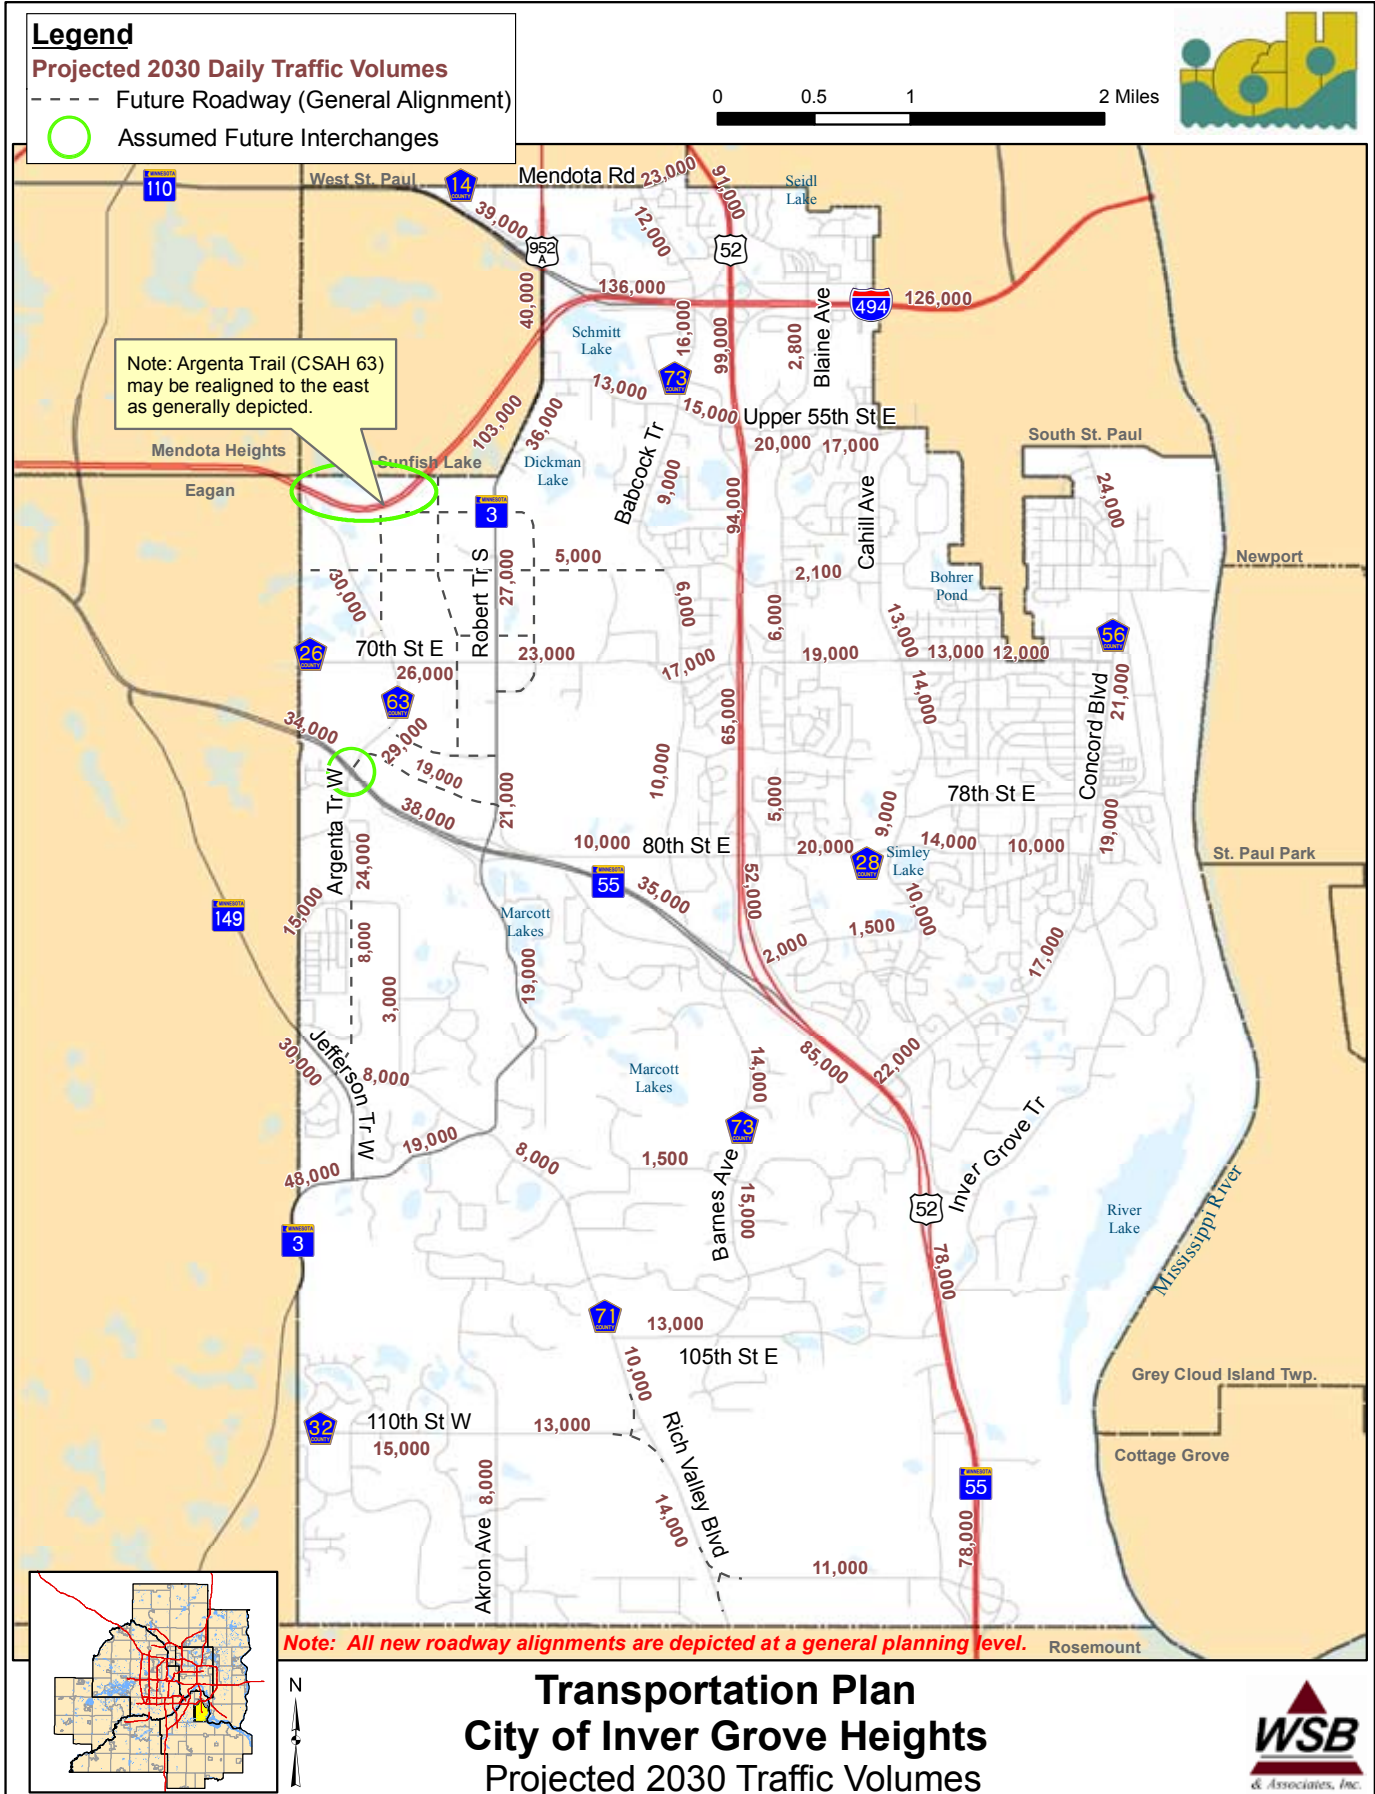 Legend
Projected 2030 Daily Traffic Volumes
Future Roadway (General Alignment)
Assumed Future Interchanges
0 0.5 1 2 Miles
MINNESOTA 110
West St. Paul
14 COUNTY
Mendota Rd
23,000
91,000
Seidl
Lake
39,000
12,000
952
A
52
40,000
136,000
494
126,000
Schmitt
Lake
16,000
99,000
2,800
Blaine Ave
Note: Argenta Trail (CSAH 63)
may be realigned to the east
as generally depicted.
73 COUNTY
13,000
15,000
103,000
36,000
Upper 55th St E
20,000
17,000
South St. Paul
Mendota Heights
Sunfish Lake
Eagan
Dickman
Lake
Babcock Tr
9,000
94,000
Cahill Ave
24,000
MINNESOTA 3
Robert Tr S
27,000
5,000
2,100
Newport
Bohrer
Pond
30,000
9,000
6,000
13,000
56 COUNTY
26 COUNTY
70th St E
26,000
23,000
17,000
19,000
13,000
12,000
63 COUNTY
14,000
21,000
Concord Blvd
34,000
29,000
65,000
19,000
10,000
Argenta Tr W
38,000
21,000
5,000
78th St E
9,000
19,000
10,000
80th St E
20,000
28 COUNTY
Simley
Lake
14,000
10,000
St. Paul Park
24,000
MINNESOTA 55
35,000
52,000
10,000
MINNESOTA 149
15,000
8,000
Marcott
Lakes
2,000
1,500
17,000
3,000
19,000
Jefferson Tr W
30,000
8,000
Marcott
Lakes
14,000
85,000
22,000
73 COUNTY
Inver Grove Tr
19,000
8,000
1,500
Barnes Ave
15,000
48,000
52
River
Lake
Mississippi River
MINNESOTA 3
78,000
71 COUNTY
13,000
105th St E
10,000
Grey Cloud Island Twp.
32 COUNTY
110th St W
15,000
13,000
Rich Valley Blvd
Cottage Grove
8,000
Akron Ave
14,000
MINNESOTA 55
78,000
11,000
Note: All new roadway alignments are depicted at a general planning level.
Rosemount
N
Transportation Plan
City of Inver Grove Heights
Projected 2030 Traffic Volumes
WSB
& Associates, Inc.